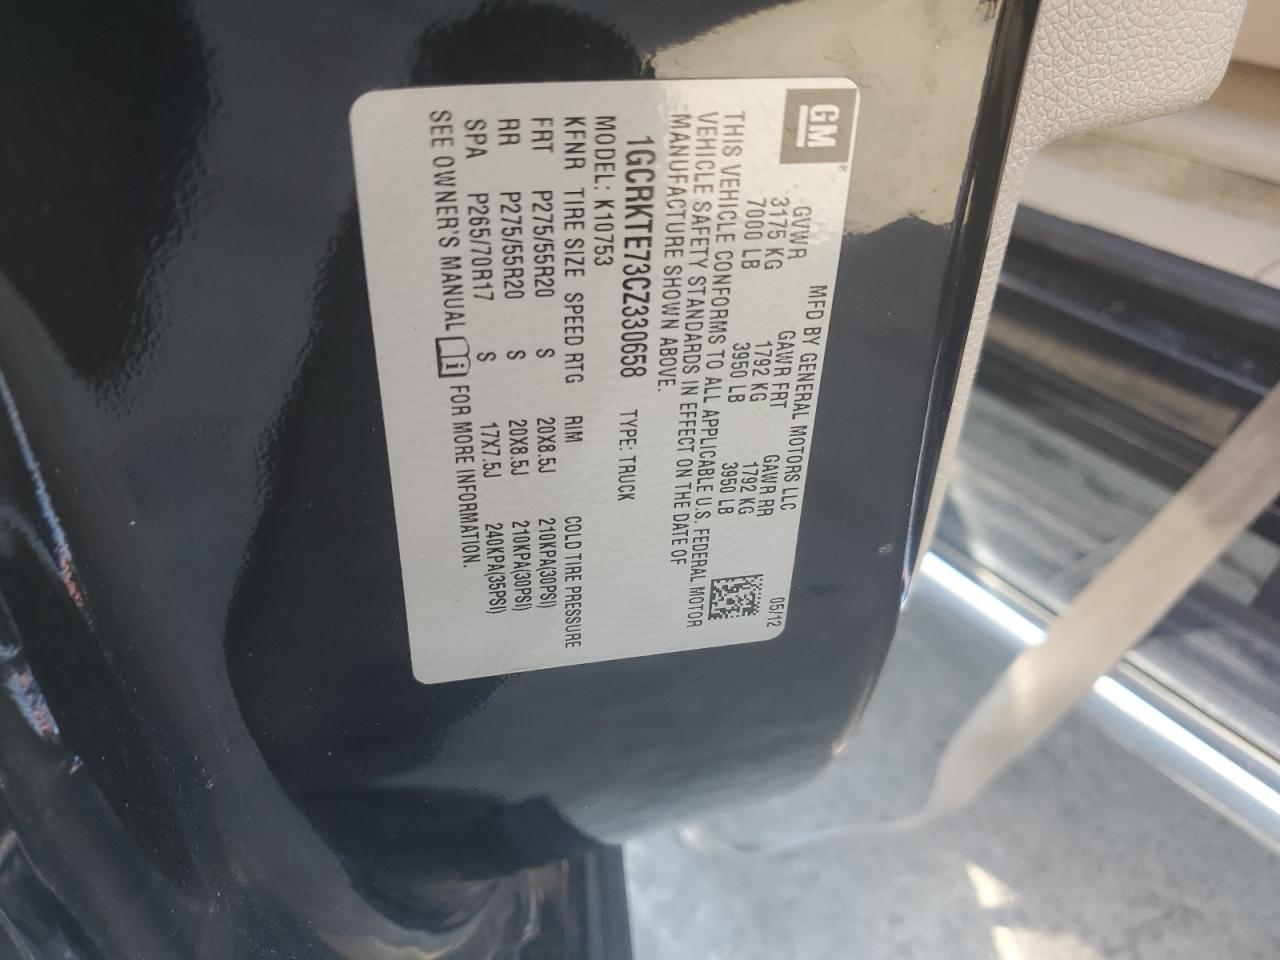 GM
MFD BY GENERAL MOTORS LLC 05/12
GVWR GAWR FRT GAWR RR
3175 KG 1792 KG 1792 KG
7000 LB 3950 LB 3950 LB
THIS VEHICLE CONFORMS TO ALL APPLICABLE U.S. FEDERAL MOTOR
VEHICLE SAFETY STANDARDS IN EFFECT ON THE DATE OF
MANUFACTURE SHOWN ABOVE.
1GCRKTE73CZ330658 TYPE: TRUCK
MODEL: K10753
KFNR TIRE SIZE SPEED RTG RIM COLD TIRE PRESSURE
FRT P275/55R20 S 20X8.5J 210KPA(30PSI)
RR P275/55R20 S 20X8.5J 210KPA(30PSI)
SPA P265/70R17 S 17X7.5J 240KPA(35PSI)
SEE OWNER'S MANUAL i FOR MORE INFORMATION.